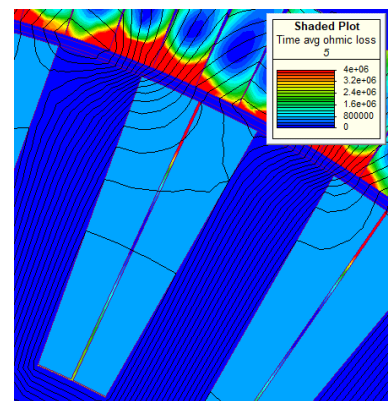 Shaded Plot
Time avg ohmic loss
5
4e+06
3.2e+06
2.4e+06
1.6e+06
800000
0